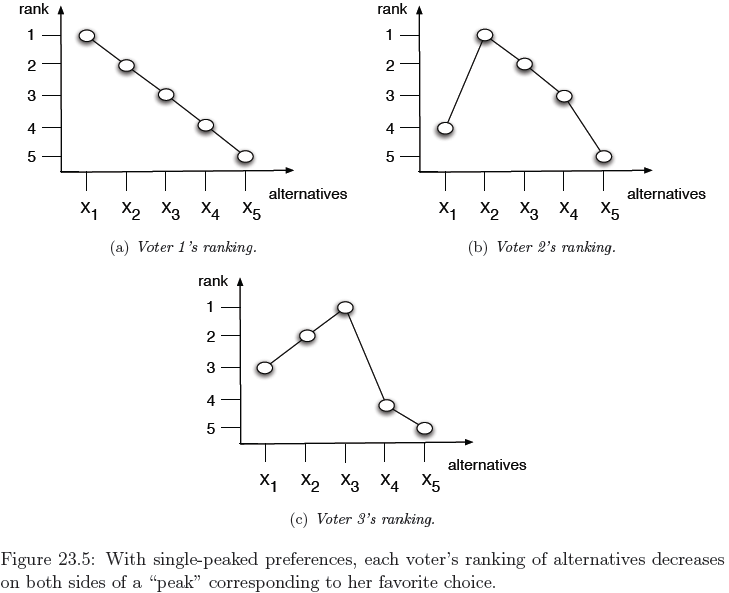 rank
1
2
3
4
5
alternatives
X1 X2 X3 X4 X5
(a) Voter 1's ranking.
rank
1
2
3
4
5
alternatives
X1 X2 X3 X4 X5
(b) Voter 2's ranking.
rank
1
2
3
4
5
alternatives
X1 X2 X3 X4 X5
(c) Voter 3's ranking.
Figure 23.5: With single-peaked preferences, each voter's ranking of alternatives decreases
on both sides of a “peak” corresponding to her favorite choice.